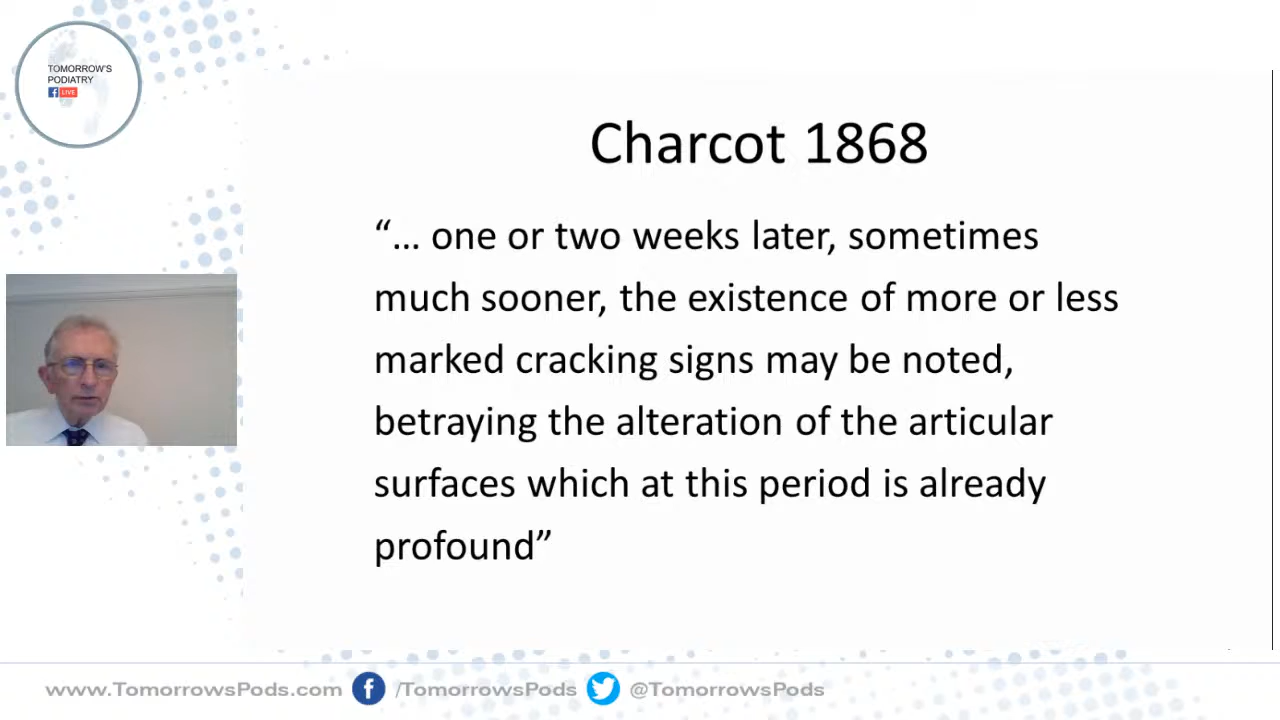 TOMORROW'S
PODIATRY
f LIVE
Charcot 1868
“... one or two weeks later, sometimes
much sooner, the existence of more or less
marked cracking signs may be noted,
betraying the alteration of the articular
surfaces which at this period is already
profound”
www.TomorrowsPods.com f /TomorrowsPods @TomorrowsPods